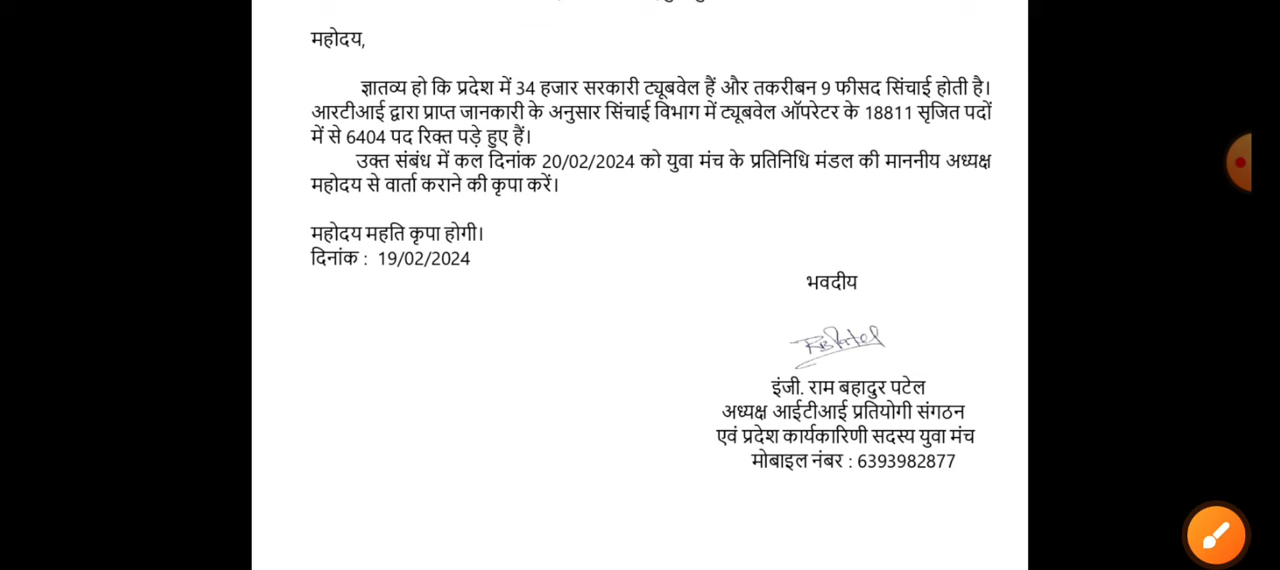 महोदय,
ज्ञातव्य हो कि प्रदेश में 34 हजार सरकारी ट्यूबवेल हैं और तकरीबन 9 फीसद सिंचाई होती है।
आरटीआई द्वारा प्राप्त जानकारी के अनुसार सिंचाई विभाग में ट्यूबवेल ऑपरेटर के 18811 सृजित पदों
में से 6404 पद रिक्त पड़े हुए हैं।
उक्त संबंध में कल दिनांक 20/02/2024 को युवा मंच के प्रतिनिधि मंडल की माननीय अध्यक्ष
महोदय से वार्ता कराने की कृपा करें।
महोदय महति कृपा होगी।
दिनांक : 19/02/2024
भवदीय
RBPatel
इंजी. राम बहादुर पटेल
अध्यक्ष आईटीआई प्रतियोगी संगठन
एवं प्रदेश कार्यकारिणी सदस्य युवा मंच
मोबाइल नंबर : 6393982877